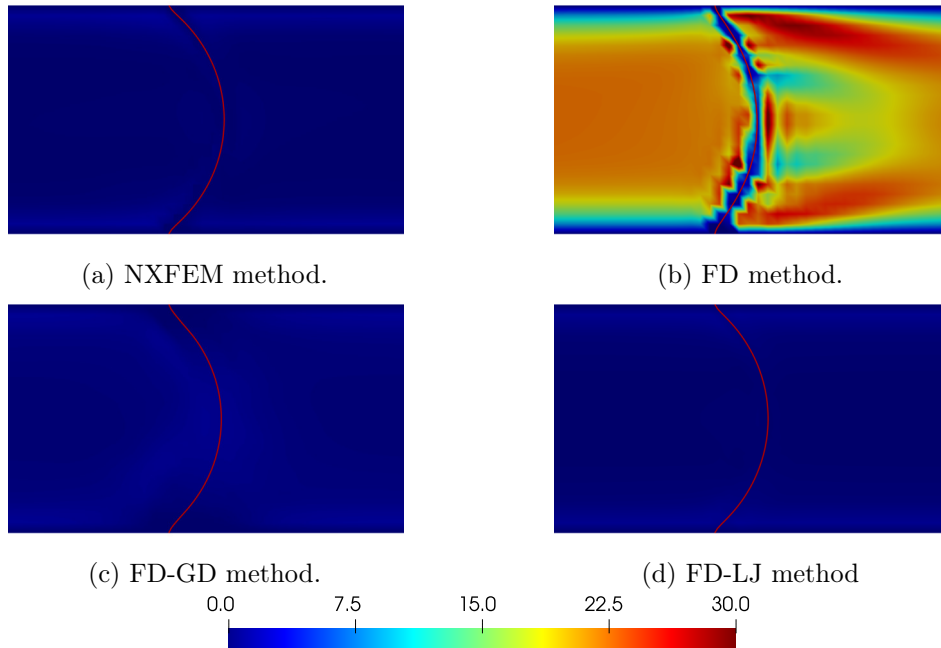 (a) NXFEM method.
(b) FD method.
(c) FD-GD method.
(d) FD-LJ method
0.0 7.5 15.0 22.5 30.0